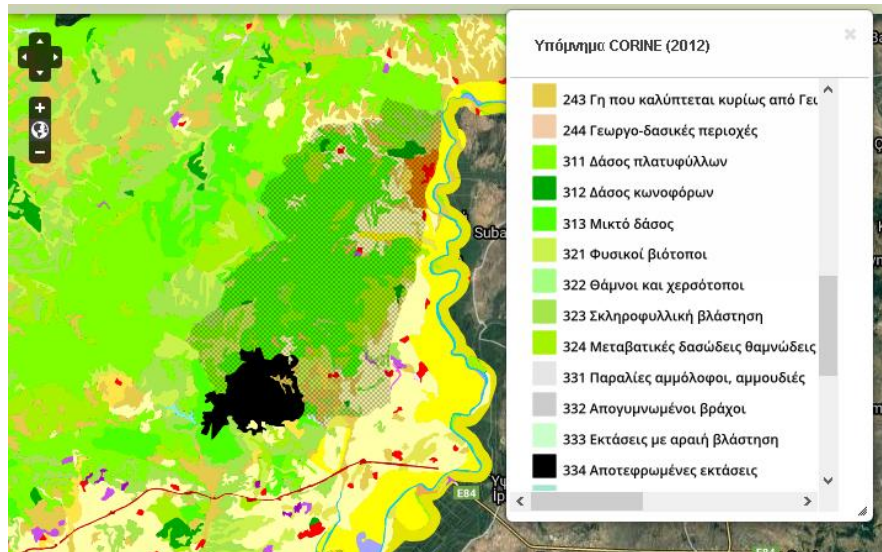 Υπόμνημα CORINE (2012)
243 Γη που καλύπτεται κυρίως από Γεω
244 Γεωργο-δασικές περιοχές
311 Δάσος πλατυφύλλων
312 Δάσος κωνοφόρων
313 Μικτό δάσος
321 Φυσικοί βιότοποι
322 Θάμνοι και χερσότοποι
323 Σκληροφυλλική βλάστηση
324 Μεταβατικές δασώδεις θαμνώδεις
331 Παραλίες αμμόλοφοι, αμμουδιές
332 Απογυμνωμένοι βράχοι
333 Εκτάσεις με αραιή βλάστηση
334 Αποτεφρωμένες εκτάσεις
Suba
E84
E84